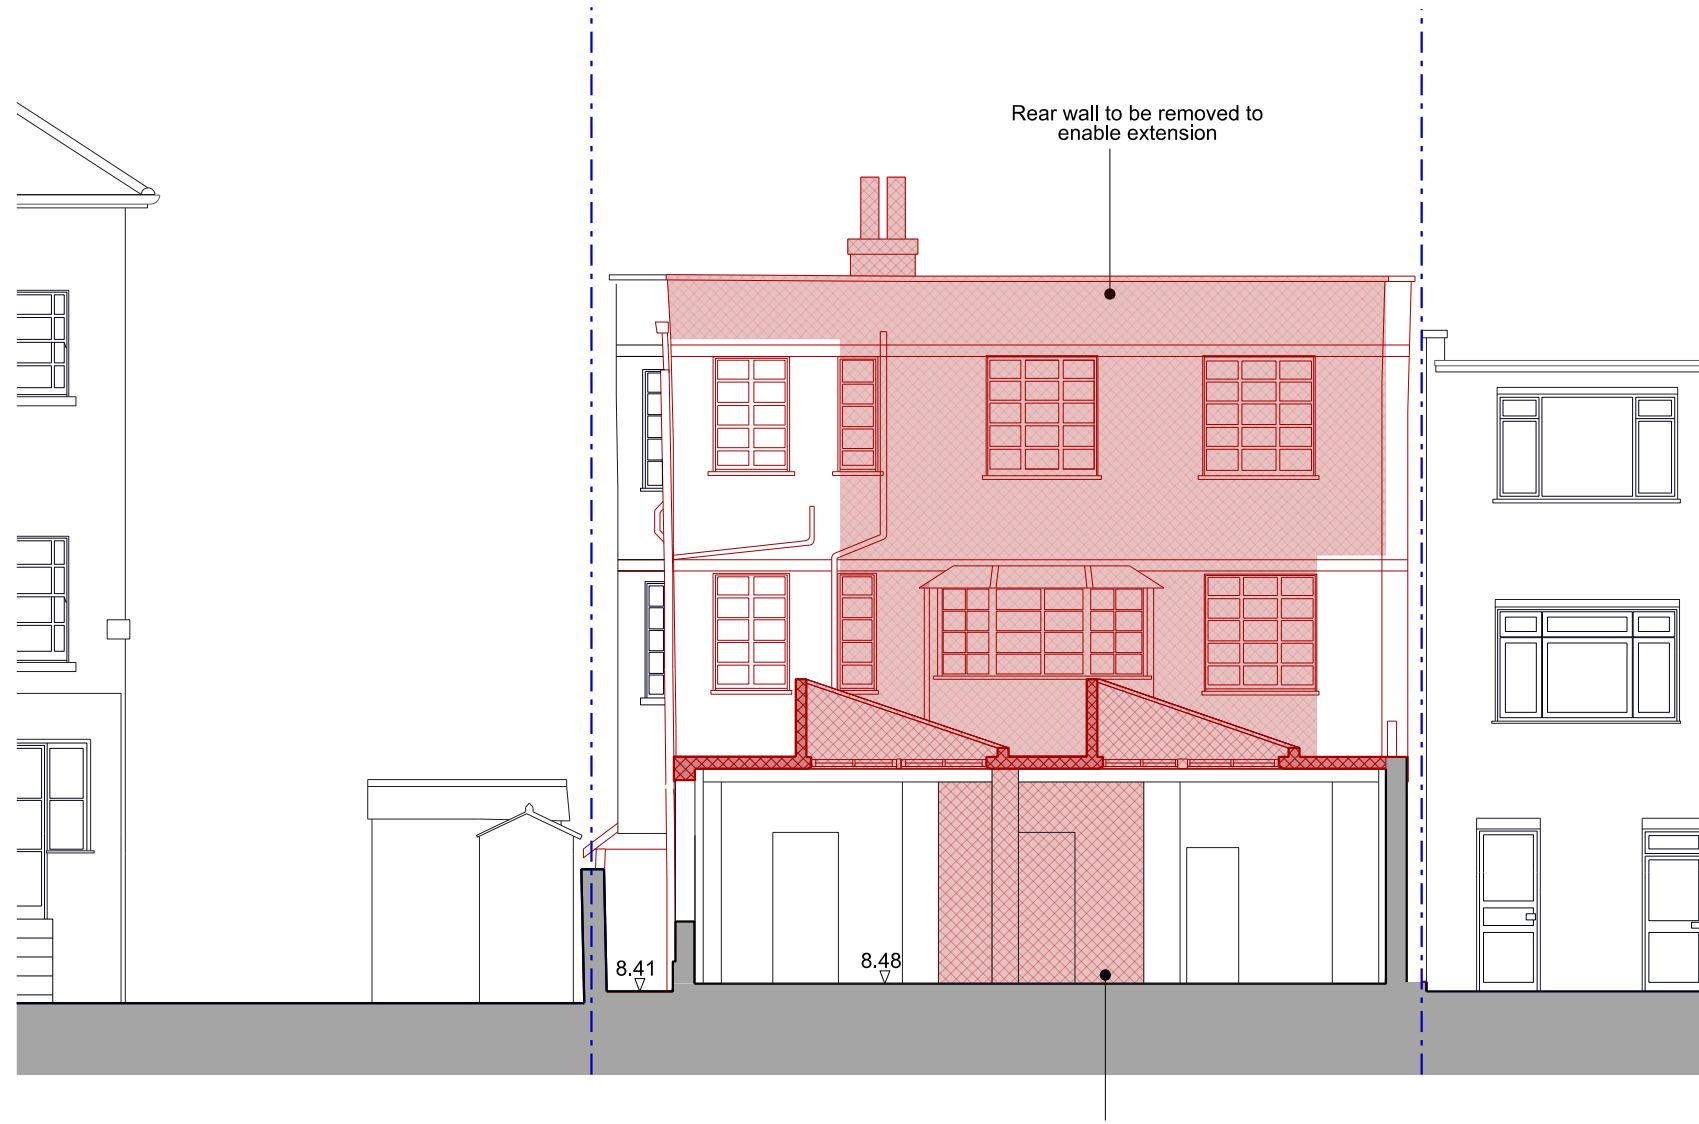 Rear wall to be removed to
enable extension
8.41
8.48